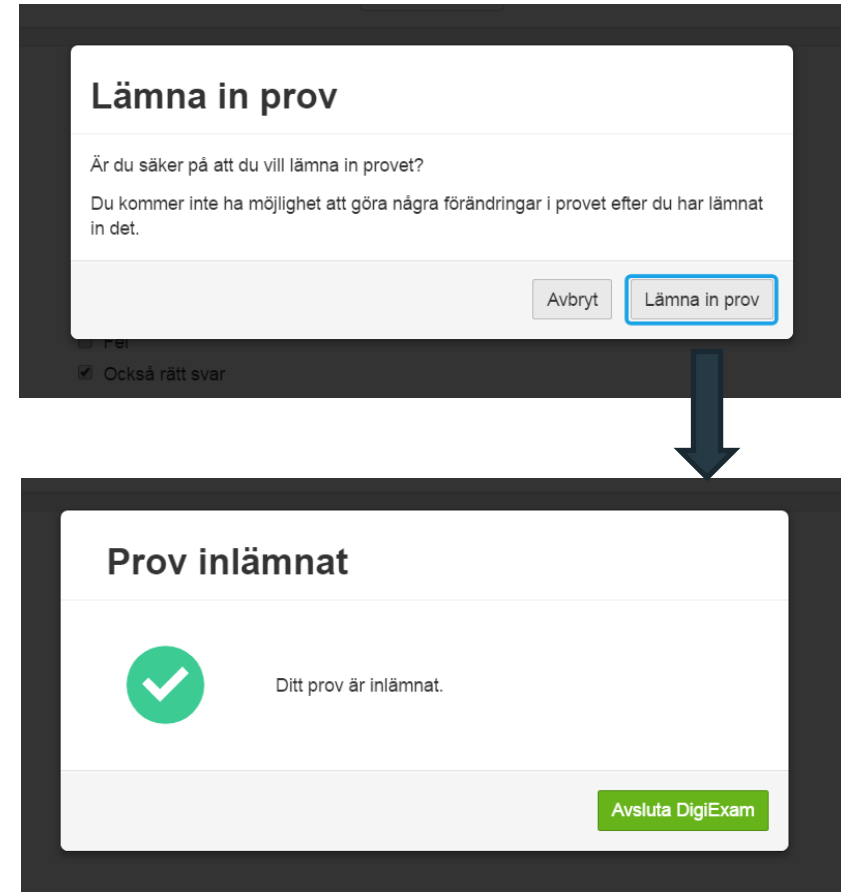 Lämna in prov
Är du säker på att du vill lämna in provet?
Du kommer inte ha möjlighet att göra några förändringar i provet efter du har lämnat
in det.
Avbryt
Lämna in prov
Fel
Också rätt svar
Prov inlämnat
Ditt prov är inlämnat.
Avsluta DigiExam